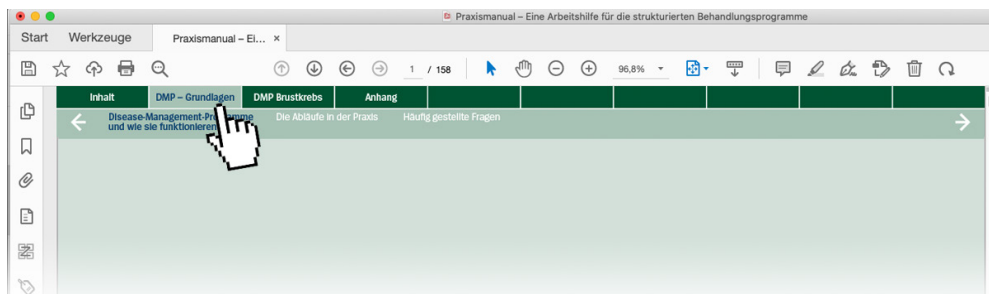 Praxismanual – Eine Arbeitshilfe für die strukturierten Behandlungsprogramme
Start Werkzeuge Praxismanual – Ei... ×
1 / 158 96,8%
Inhalt DMP – Grundlagen DMP Brustkrebs Anhang
Disease-Management-Programme Die Abläufe in der Praxis Häufig gestellte Fragen
und wie sie funktionieren